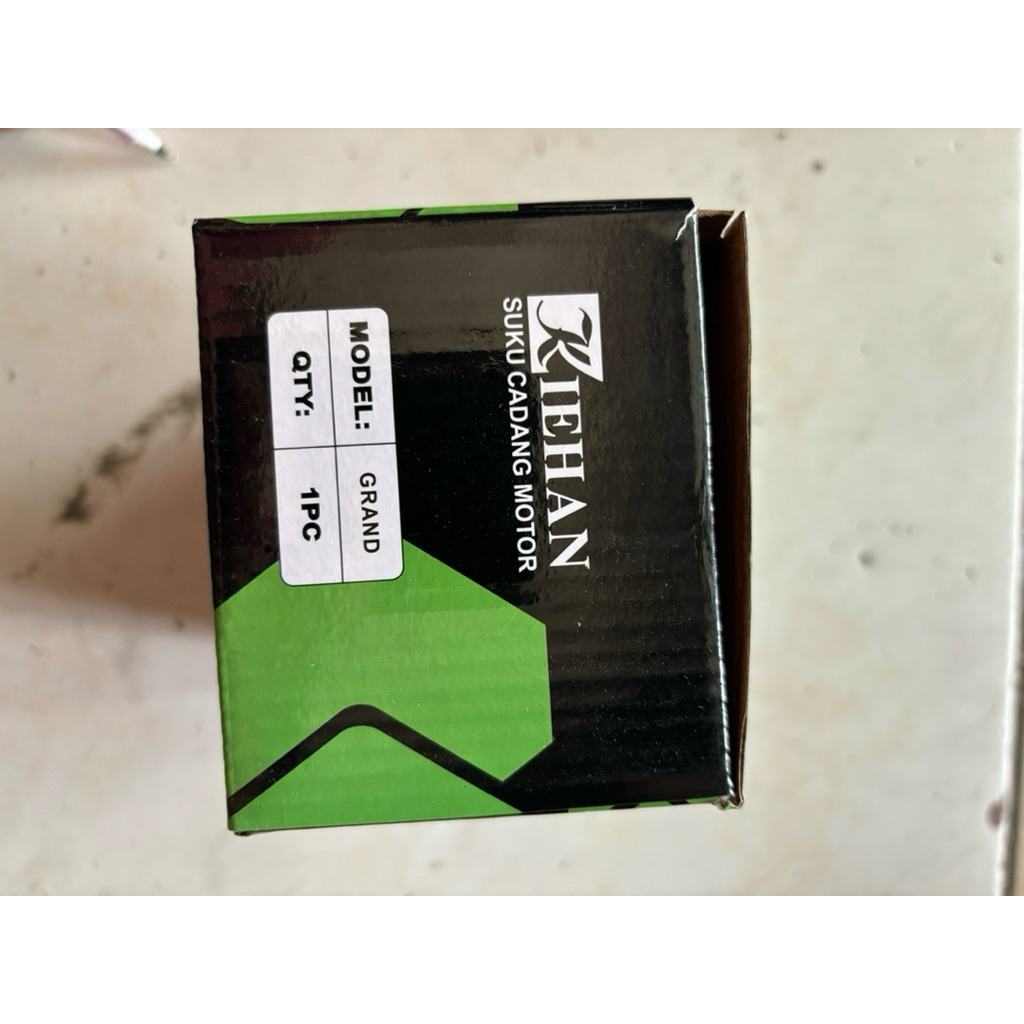 KIEHAN
SUKU CADANG MOTOR
MODEL: GRAND
QTY: 1PC